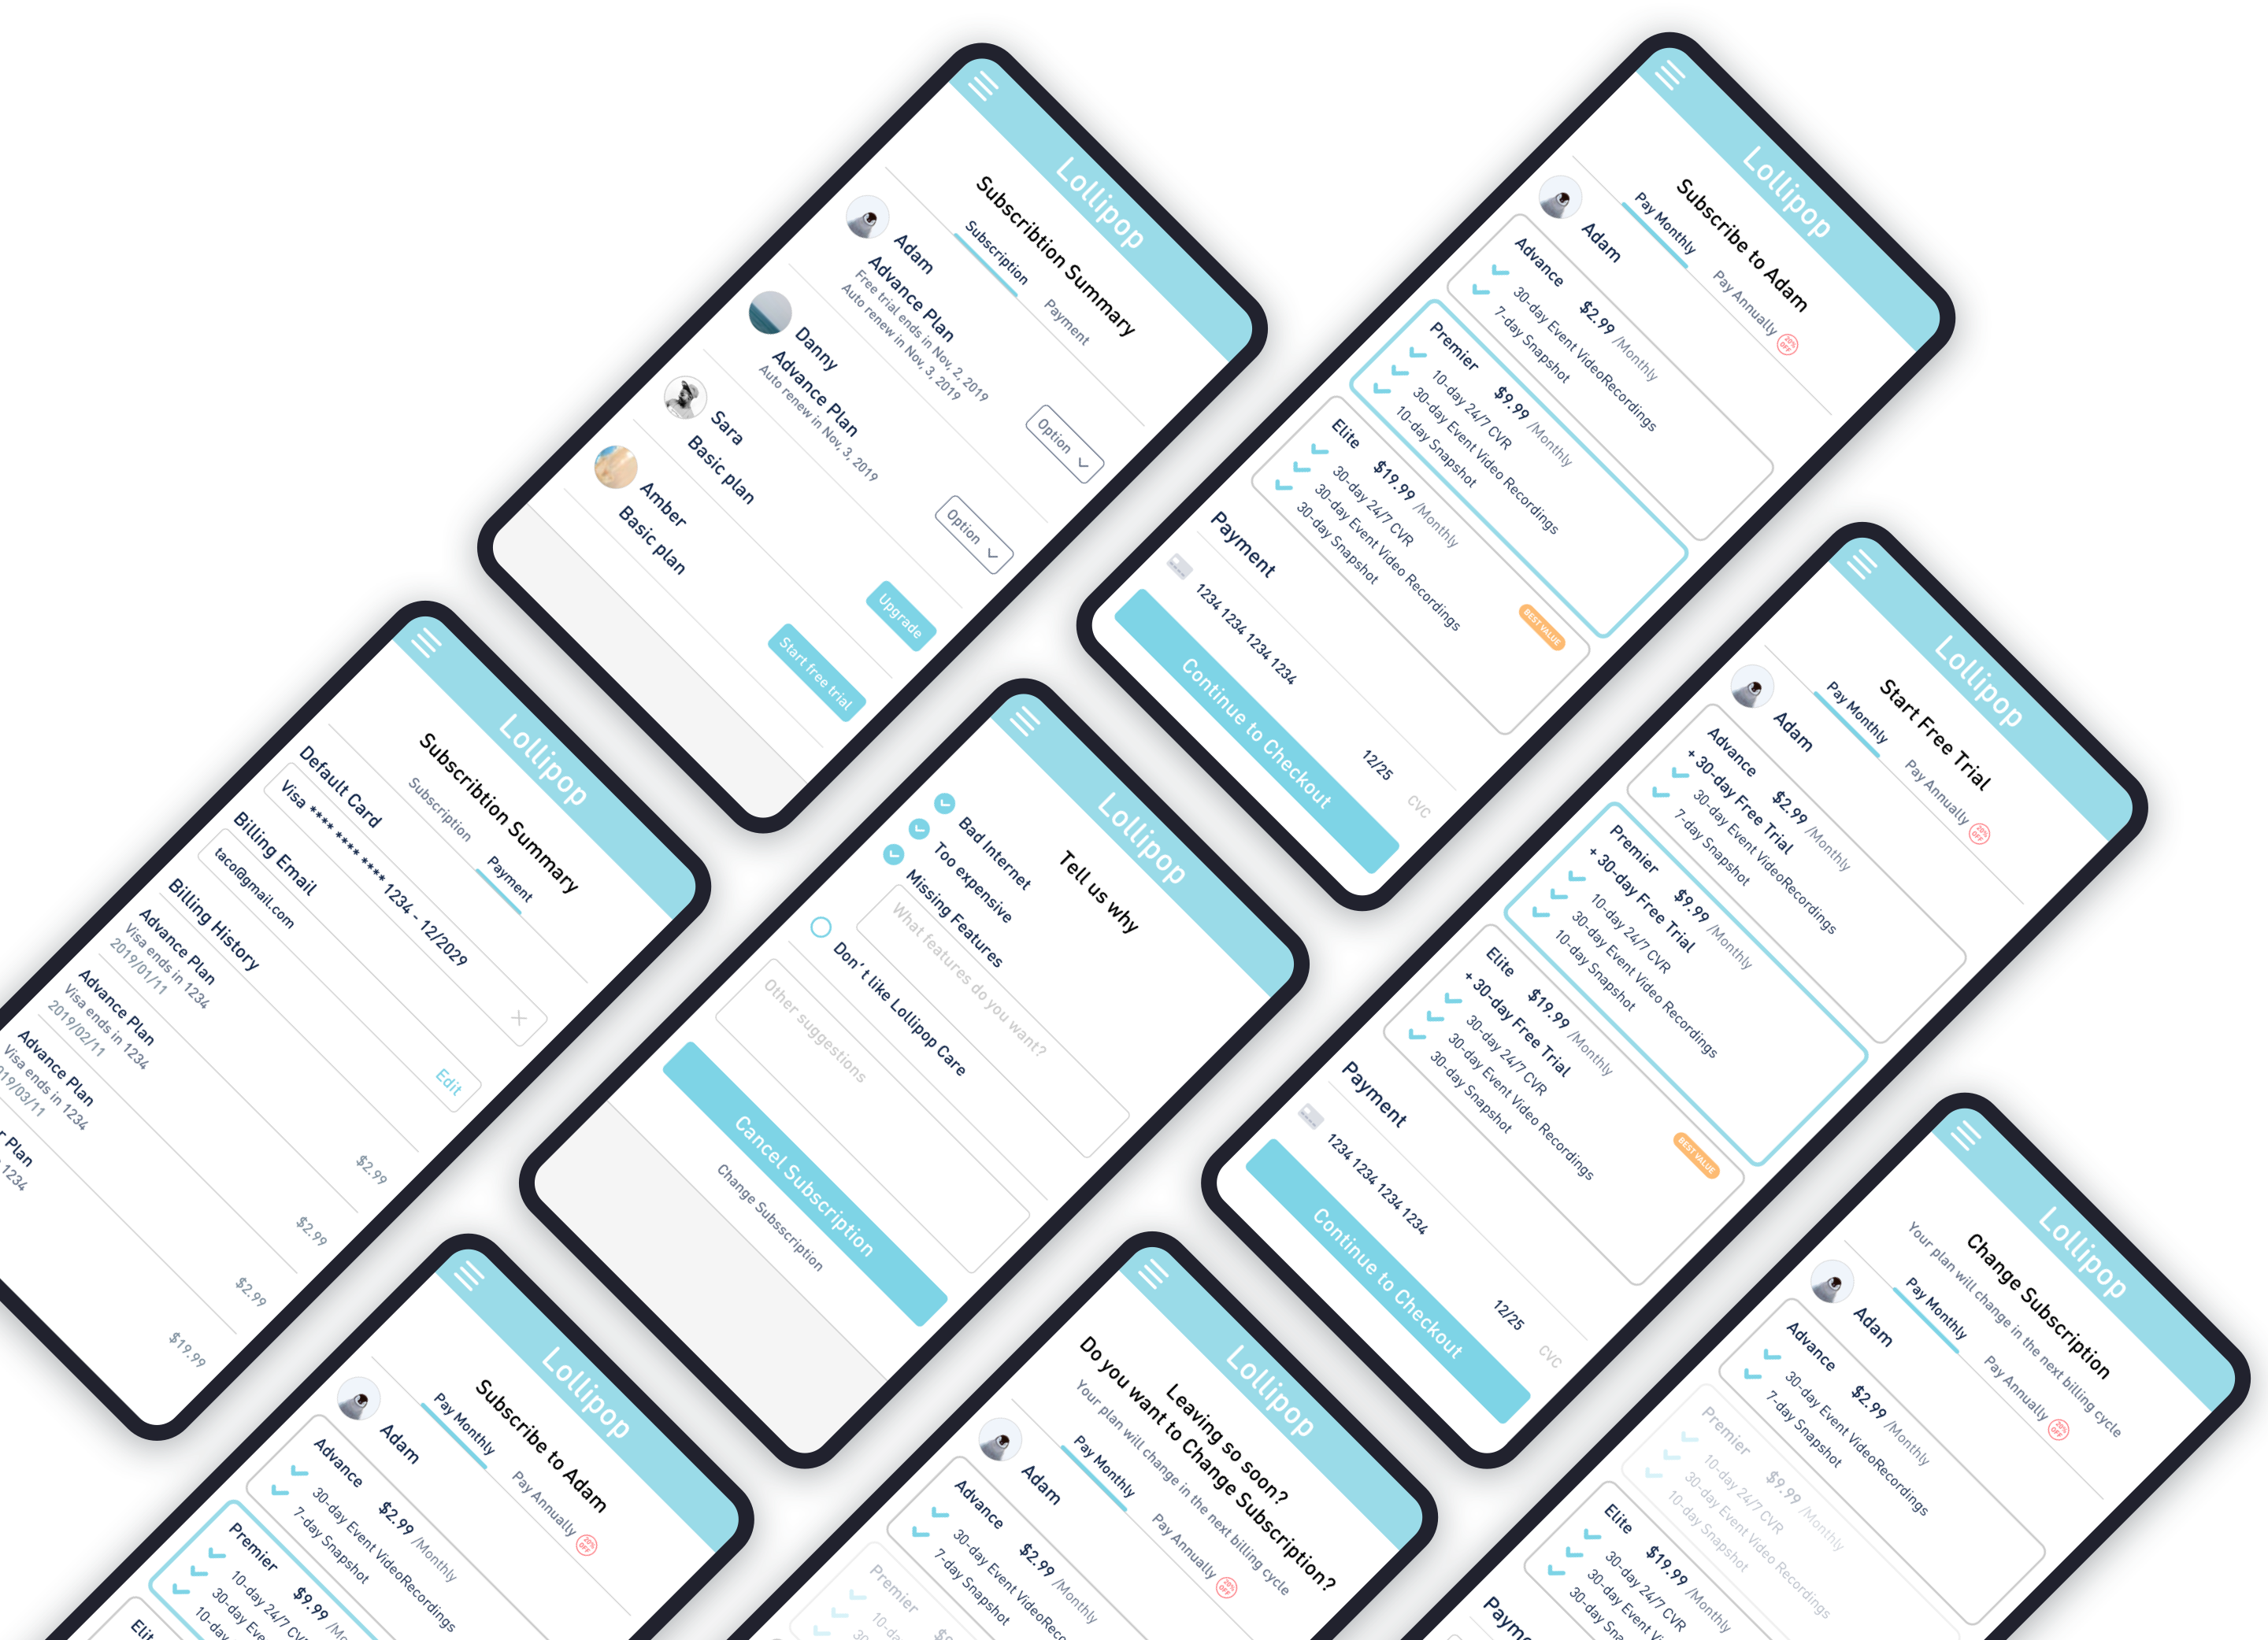 Lollipop
Subscribtion Summary
Subscription
Payment
Adam
Advance Plan
Free trial ends in Nov, 2, 2019
Auto renew in Nov, 3, 2019
Option
Danny
Advance Plan
Auto renew in Nov, 3, 2019
Option
Sara
Basic plan
Upgrade
Amber
Basic plan
Start free trial
Lollipop
Subscribe to Adam
Pay Monthly
Pay Annually
20% OFF
Adam
Advance $2.99 /Monthly
30-day Event VideoRecordings
7-day Snapshot
Premier $9.99 /Monthly
10-day 24/7 CVR
30-day Event Video Recordings
10-day Snapshot
Elite $19.99 /Monthly
30-day 24/7 CVR
30-day Event Video Recordings
30-day Snapshot
BEST VALUE
Payment
1234 1234 1234 1234 12/25 CVC
Continue to Checkout
Lollipop
Subscribtion Summary
Subscription
Payment
Default Card
Visa **** **** **** 1234 - 12/2029
Billing Email
taco@gmail.com
Edit
Billing History
Advance Plan
Visa ends in 1234
2019/01/11
$2.99
Advance Plan
Visa ends in 1234
2019/02/11
$2.99
Advance Plan
Visa ends in 1234
19/03/11
$2.99
r Plan
1234
$19.99
Lollipop
Tell us why
Bad Internet
Too expensive
Missing Features
What features do you want?
Don't like Lollipop Care
Other suggestions
Cancel Subscription
Change Subsscription
Lollipop
Start Free Trial
Pay Monthly
Pay Annually
20% OFF
Adam
Advance $2.99 /Monthly
+ 30-day Free Trial
30-day Event VideoRecordings
7-day Snapshot
Premier $9.99 /Monthly
+ 30-day Free Trial
10-day 24/7 CVR
30-day Event Video Recordings
10-day Snapshot
Elite $19.99 /Monthly
+ 30-day Free Trial
30-day 24/7 CVR
30-day Event Video Recordings
30-day Snapshot
BEST VALUE
Payment
1234 1234 1234 1234 12/25 CVC
Continue to Checkout
Lollipop
Subscribe to Adam
Pay Monthly
Pay Annually
20% OFF
Adam
Advance $2.99 /Monthly
30-day Event VideoRecordings
7-day Snapshot
Premier $9.99 /Mo
10-day 24/7 CV
30-day Eve
10-day
Elit
Lollipop
Leaving so soon?
Do you want to Change Subscription?
Your plan will change in the next billing cycle
Pay Monthly
Pay Annually
20% OFF
Adam
Advance $2.99 /Monthly
30-day Event VideoReco
7-day Snapshot
Premier
10-da
Lollipop
Change Subscription
Your plan will change in the next billing cycle
Pay Monthly
Pay Annually
20% OFF
Adam
Advance $2.99 /Monthly
30-day Event VideoRecordings
7-day Snapshot
Premier $9.99 /Monthly
10-day 24/7 CVR
30-day Event Video Recordings
10-day Snapshot
Elite $19.99 /Monthly
30-day 24/7 CVR
30-day Event Vi
30-day Sna
Payme